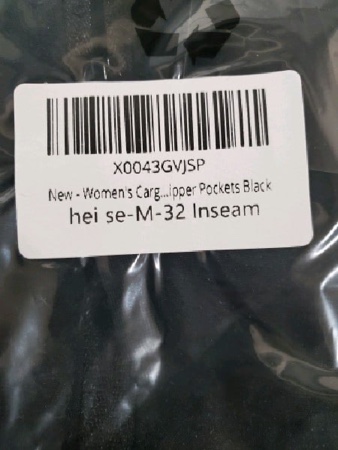 X0043GVJSP
New - Women's Carg...ipper Pockets Black
hei se-M-32 Inseam